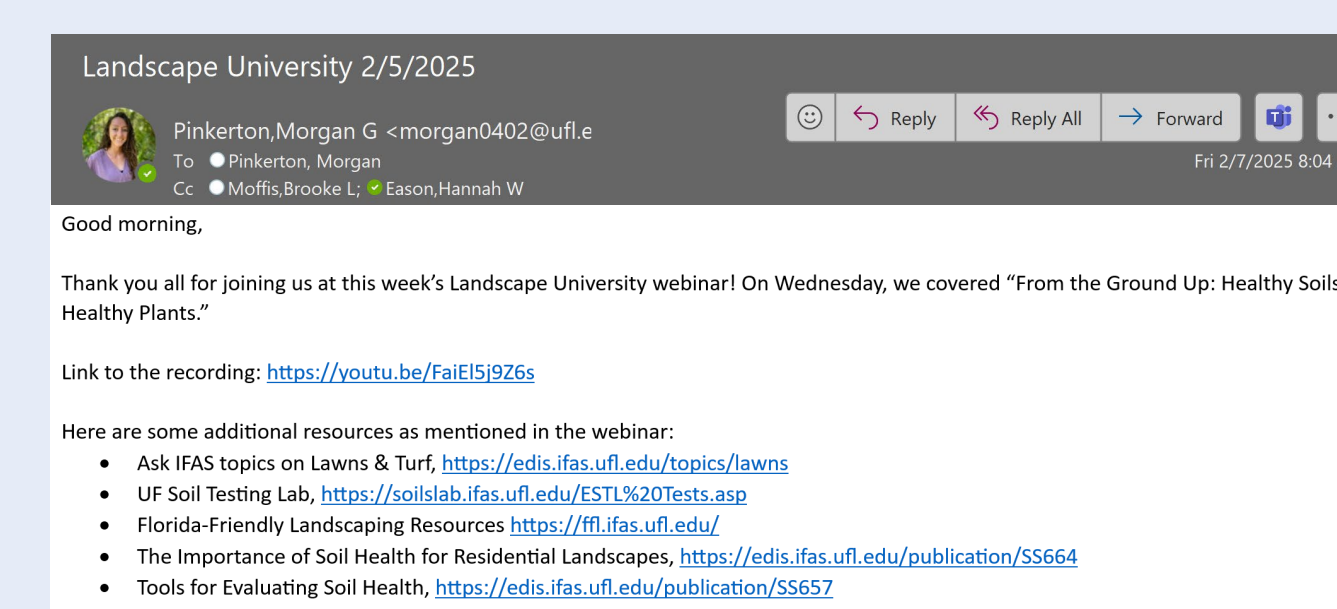 Landscape University 2/5/2025
Pinkerton,Morgan G <morgan0402@ufl.e
Reply
Reply All
Forward
To Pinkerton, Morgan
Fri 2/7/2025 8:04
Cc Moffis,Brooke L; Eason,Hannah W
Good morning,
Thank you all for joining us at this week’s Landscape University webinar! On Wednesday, we covered “From the Ground Up: Healthy Soils
Healthy Plants.”
Link to the recording: https://youtu.be/FaiEl5j9Z6s
Here are some additional resources as mentioned in the webinar:
• Ask IFAS topics on Lawns & Turf, https://edis.ifas.ufl.edu/topics/lawns
• UF Soil Testing Lab, https://soilslab.ifas.ufl.edu/ESTL%20Tests.asp
• Florida-Friendly Landscaping Resources https://ffl.ifas.ufl.edu/
• The Importance of Soil Health for Residential Landscapes, https://edis.ifas.ufl.edu/publication/SS664
• Tools for Evaluating Soil Health, https://edis.ifas.ufl.edu/publication/SS657